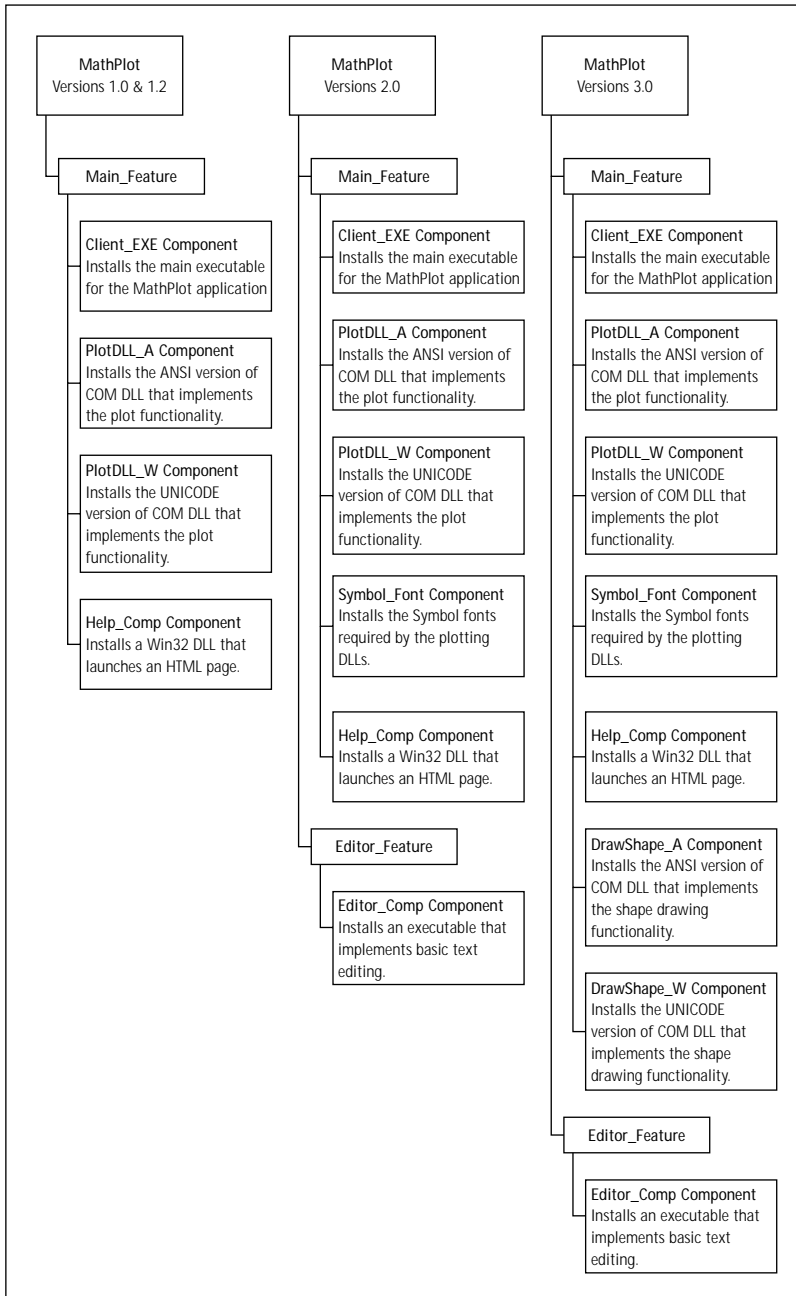 MathPlot
Versions 1.0 & 1.2
Main_Feature
Client_EXE Component
Installs the main executable
for the MathPlot application
PlotDLL_A Component
Installs the ANSI version of
COM DLL that implements
the plot functionality.
PlotDLL_W Component
Installs the UNICODE
version of COM DLL that
implements the plot
functionality.
Help_Comp Component
Installs a Win32 DLL that
launches an HTML page.
MathPlot
Versions 2.0
Main_Feature
Client_EXE Component
Installs the main executable
for the MathPlot application
PlotDLL_A Component
Installs the ANSI version of
COM DLL that implements
the plot functionality.
PlotDLL_W Component
Installs the UNICODE
version of COM DLL that
implements the plot
functionality.
Symbol_Font Component
Installs the Symbol fonts
required by the plotting
DLLs.
Help_Comp Component
Installs a Win32 DLL that
launches an HTML page.
Editor_Feature
Editor_Comp Component
Installs an executable that
implements basic text
editing.
MathPlot
Versions 3.0
Main_Feature
Client_EXE Component
Installs the main executable
for the MathPlot application
PlotDLL_A Component
Installs the ANSI version of
COM DLL that implements
the plot functionality.
PlotDLL_W Component
Installs the UNICODE
version of COM DLL that
implements the plot
functionality.
Symbol_Font Component
Installs the Symbol fonts
required by the plotting
DLLs.
Help_Comp Component
Installs a Win32 DLL that
launches an HTML page.
DrawShape_A Component
Installs the ANSI version of
COM DLL that implements
the shape drawing
functionality.
DrawShape_W Component
Installs the UNICODE
version of COM DLL that
implements the shape
drawing functionality.
Editor_Feature
Editor_Comp Component
Installs an executable that
implements basic text
editing.